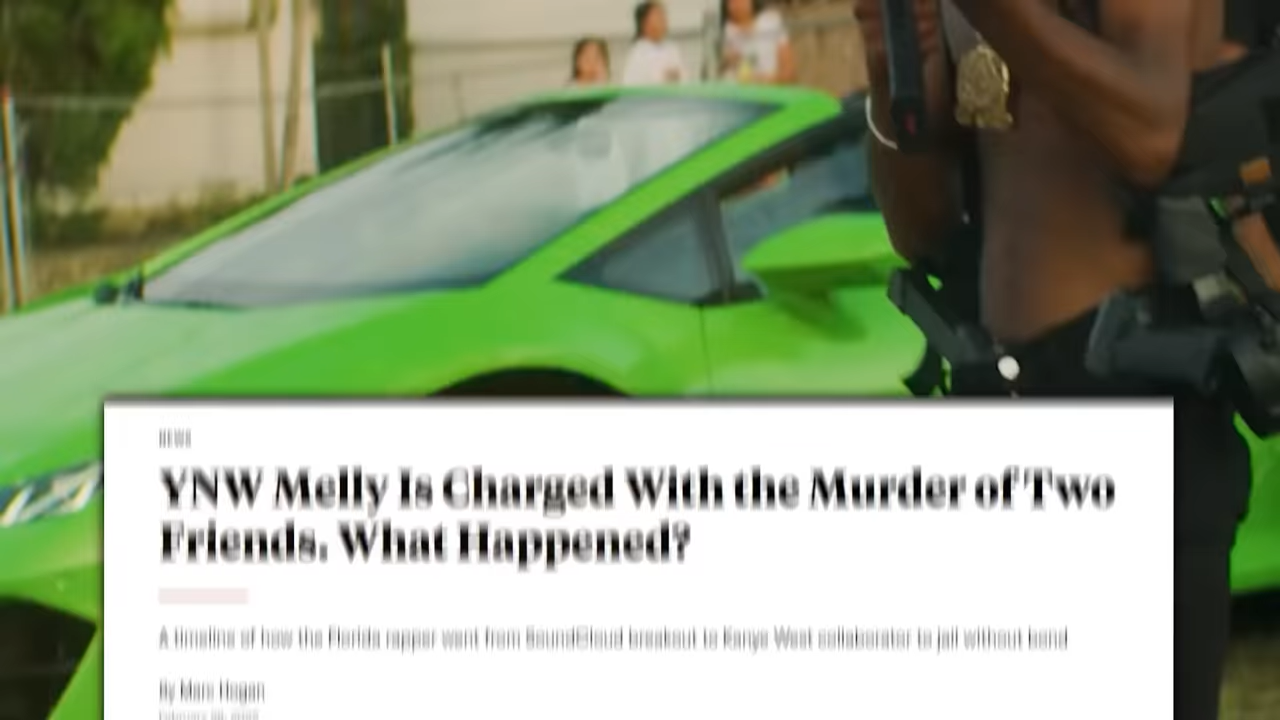 NEWS
YNW Melly Is Charged With the Murder of Two
Friends. What Happened?
A timeline of how the Florida rapper went from SoundCloud breakout to Kanye West collaborator to jail without bond
By Marc Hogan